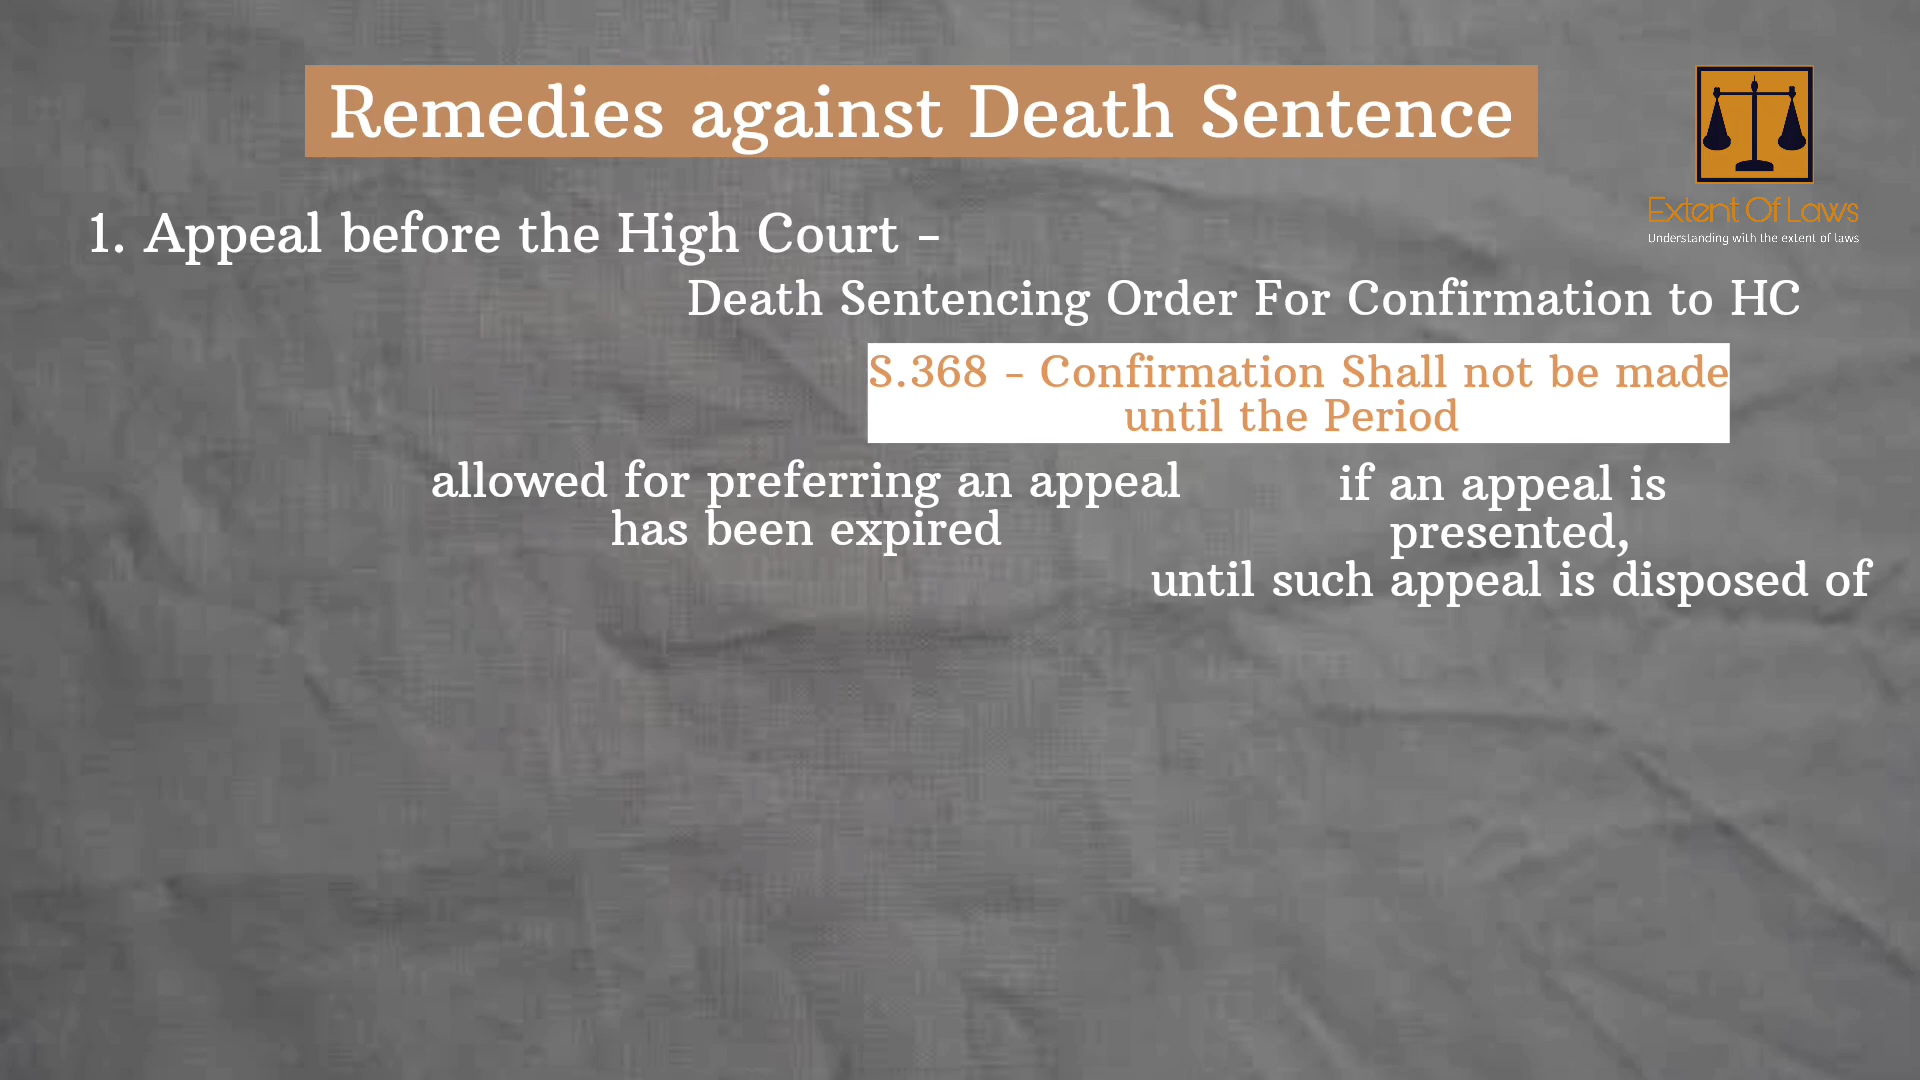 Remedies against Death Sentence
Extent Of Laws
Understanding with the extent of laws
1. Appeal before the High Court -
Death Sentencing Order For Confirmation to HC
S.368 - Confirmation Shall not be made
until the Period
allowed for preferring an appeal
has been expired
if an appeal is
presented,
until such appeal is disposed of